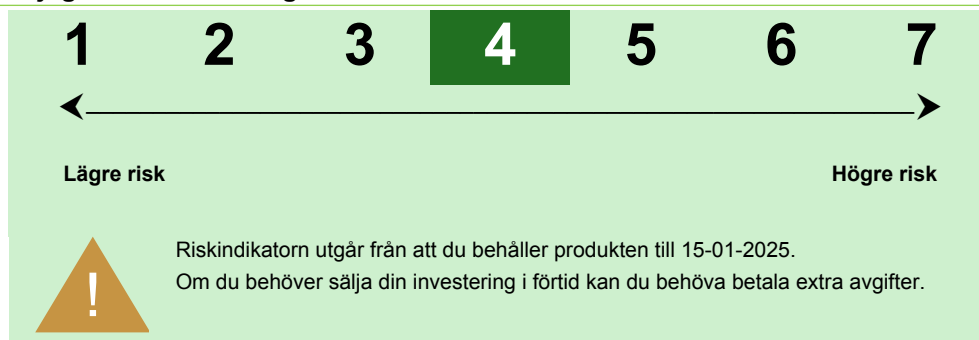 1 2 3 4 5 6 7
Lägre risk Högre risk
!
Riskindikatorn utgår från att du behåller produkten till 15-01-2025.
Om du behöver sälja din investering i förtid kan du behöva betala extra avgifter.